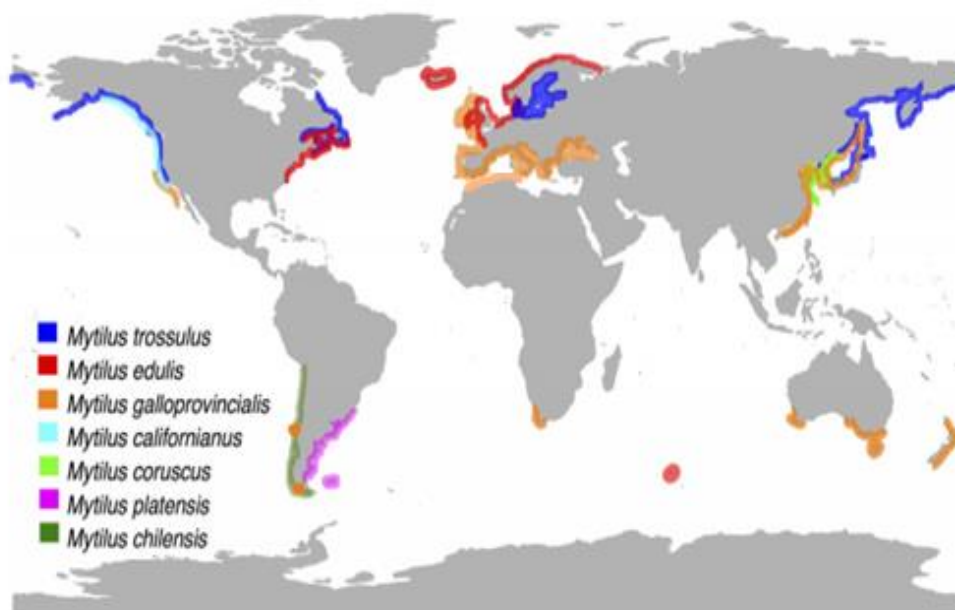 Mytilus trossulus
Mytilus edulis
Mytilus galloprovincialis
Mytilus californianus
Mytilus coruscus
Mytilus platensis
Mytilus chilensis